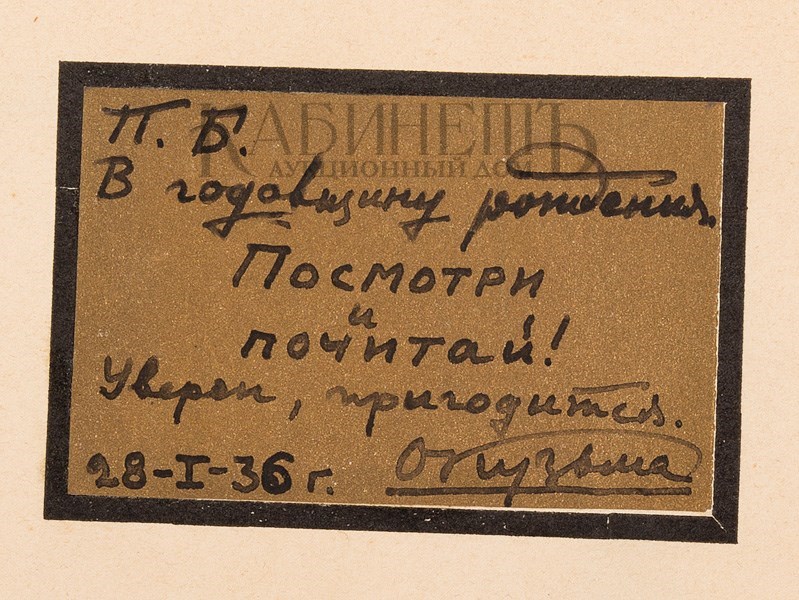 П. Б.
КАБИНЕТЪ
АУКЦИОННЫЙ ДОМ
В годовщину рождения.
Посмотри
и
почитай!
Уверен, пригодится.
28-I-36 г.